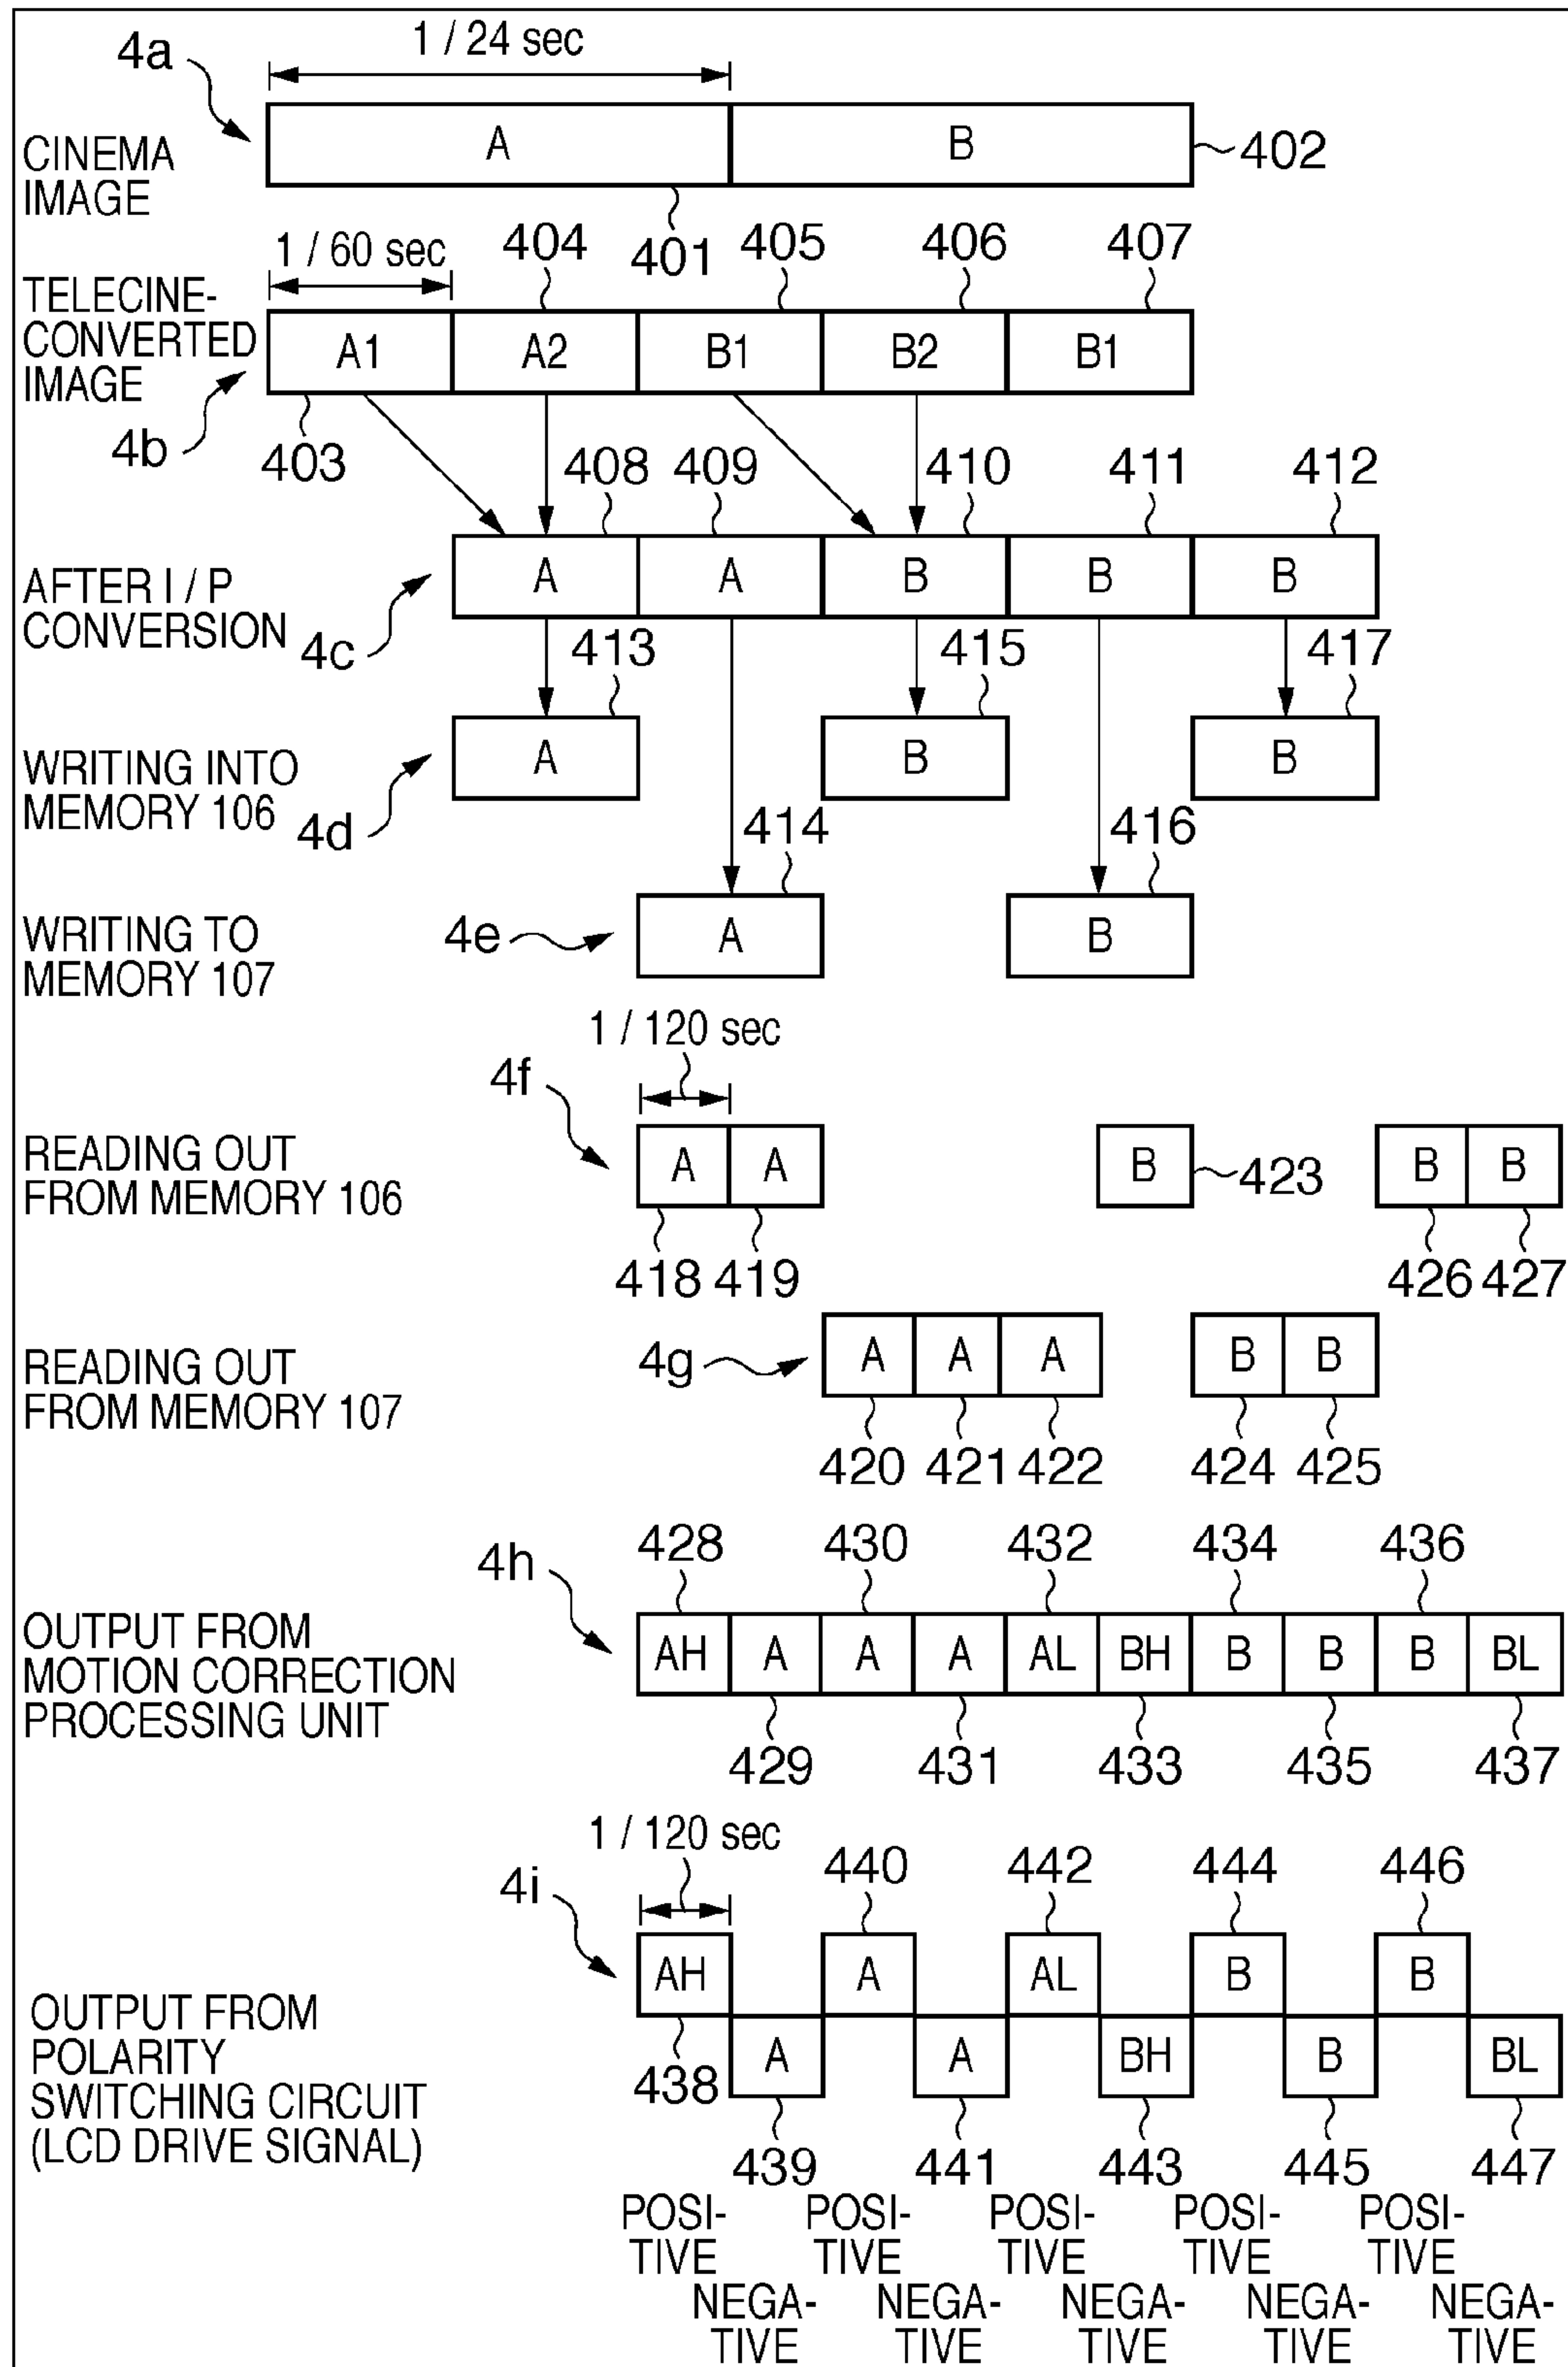 1 / 24 sec
4a
CINEMA
IMAGE
A B
402
401
1 / 60 sec
404 405 406 407
TELECINE-
CONVERTED
IMAGE
A1 A2 B1 B2 B1
4b
403
408 409 410 411 412
AFTER I / P
CONVERSION
A A B B B
4c
413 415 417
WRITING INTO
MEMORY 106
A B B
4d
414 416
WRITING TO
MEMORY 107
4e
A B
1 / 120 sec
4f
READING OUT
FROM MEMORY 106
A A B B B
423
418 419 426 427
READING OUT
FROM MEMORY 107
4g
A A A B B
420 421 422 424 425
4h
428 430 432 434 436
OUTPUT FROM
MOTION CORRECTION
PROCESSING UNIT
AH A A A AL BH B B B BL
429 431 433 435 437
1 / 120 sec
4i
440 442 444 446
AH A AL B B
OUTPUT FROM
POLARITY
SWITCHING CIRCUIT
(LCD DRIVE SIGNAL)
438
A A BH B BL
439 441 443 445 447
POSI-
TIVE
POSI-
TIVE
POSI-
TIVE
POSI-
TIVE
POSI-
TIVE
NEGA-
TIVE
NEGA-
TIVE
NEGA-
TIVE
NEGA-
TIVE
NEGA-
TIVE